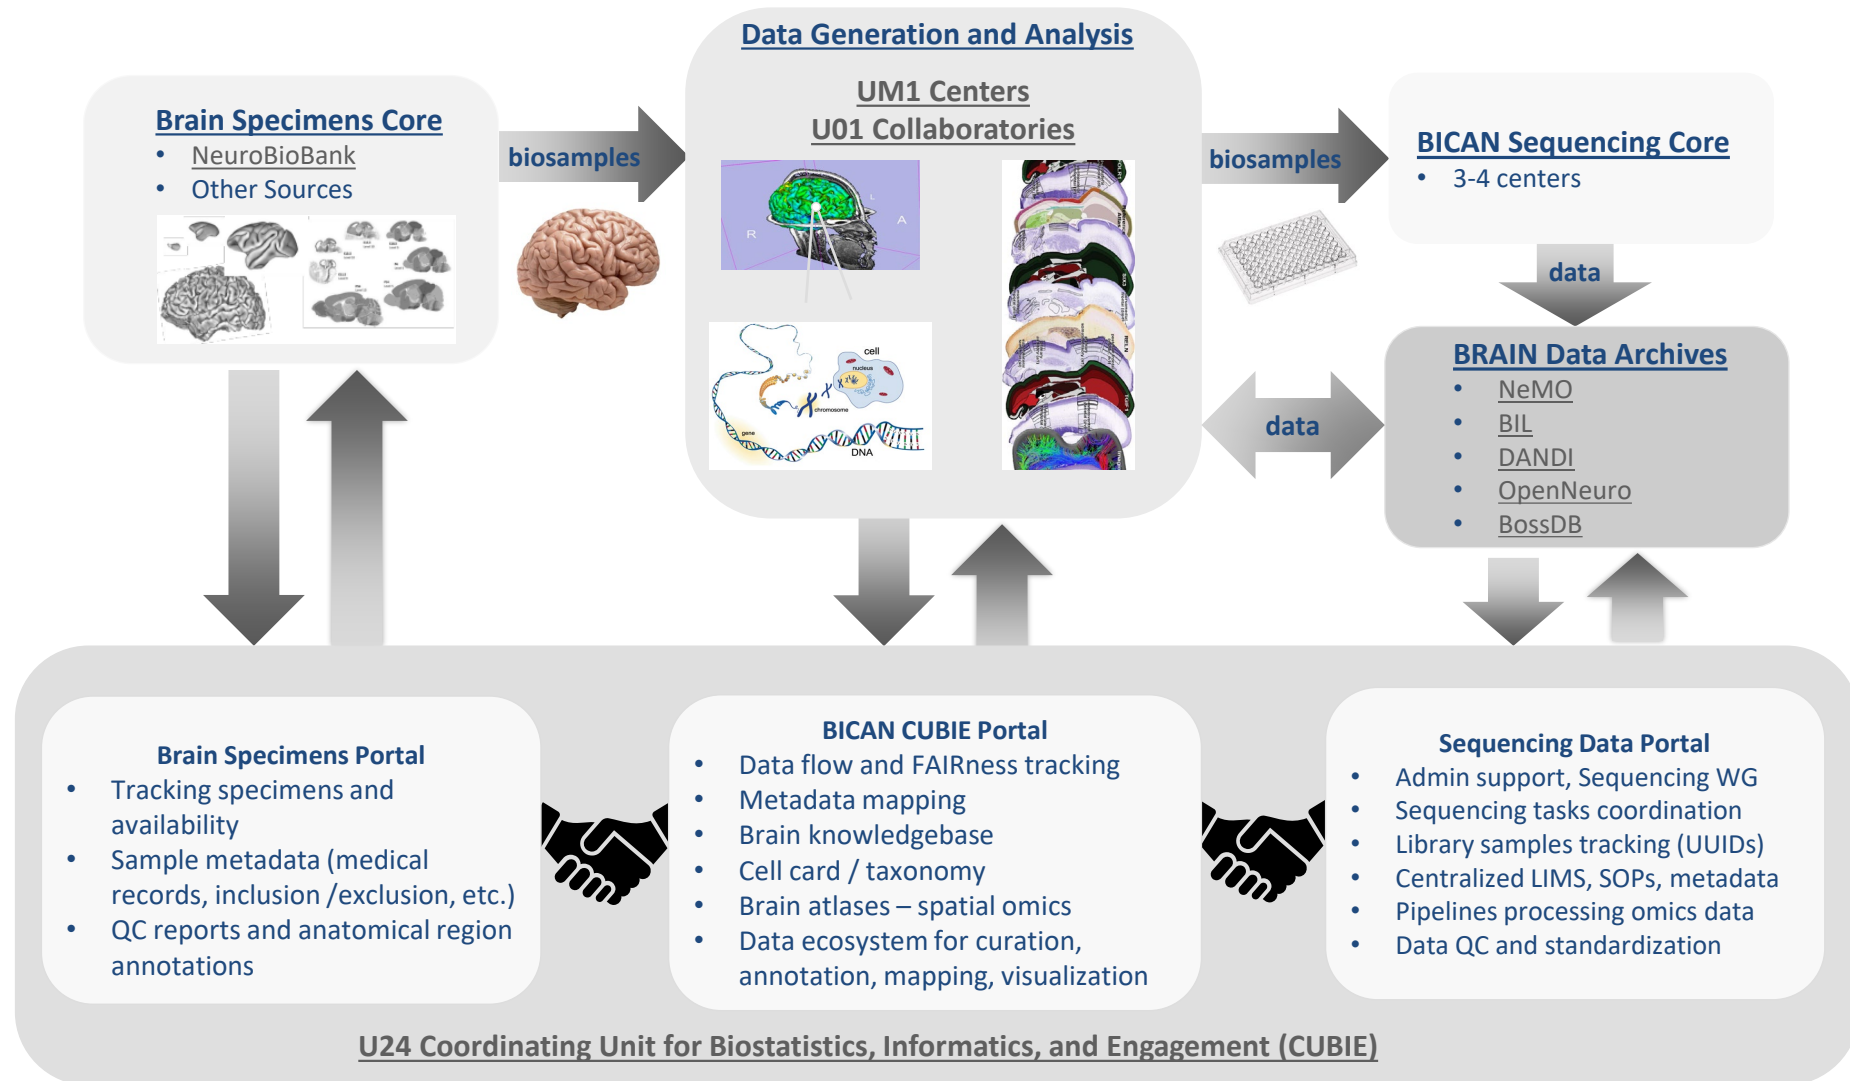 Data Generation and Analysis
UM1 Centers
U01 Collaboratories
Brain Specimens Core
• NeuroBioBank
• Other Sources
biosamples
biosamples
BICAN Sequencing Core
• 3-4 centers
data
L
A
R
cell
nucleus
chromosome
gene
DNA
data
BRAIN Data Archives
• NeMO
• BIL
• DANDI
• OpenNeuro
• BossDB
Brain Specimens Portal
• Tracking specimens and
availability
• Sample metadata (medical
records, inclusion /exclusion, etc.)
• QC reports and anatomical region
annotations
BICAN CUBIE Portal
• Data flow and FAIRness tracking
• Metadata mapping
• Brain knowledgebase
• Cell card / taxonomy
• Brain atlases – spatial omics
• Data ecosystem for curation,
annotation, mapping, visualization
Sequencing Data Portal
• Admin support, Sequencing WG
• Sequencing tasks coordination
• Library samples tracking (UUIDs)
• Centralized LIMS, SOPs, metadata
• Pipelines processing omics data
• Data QC and standardization
U24 Coordinating Unit for Biostatistics, Informatics, and Engagement (CUBIE)